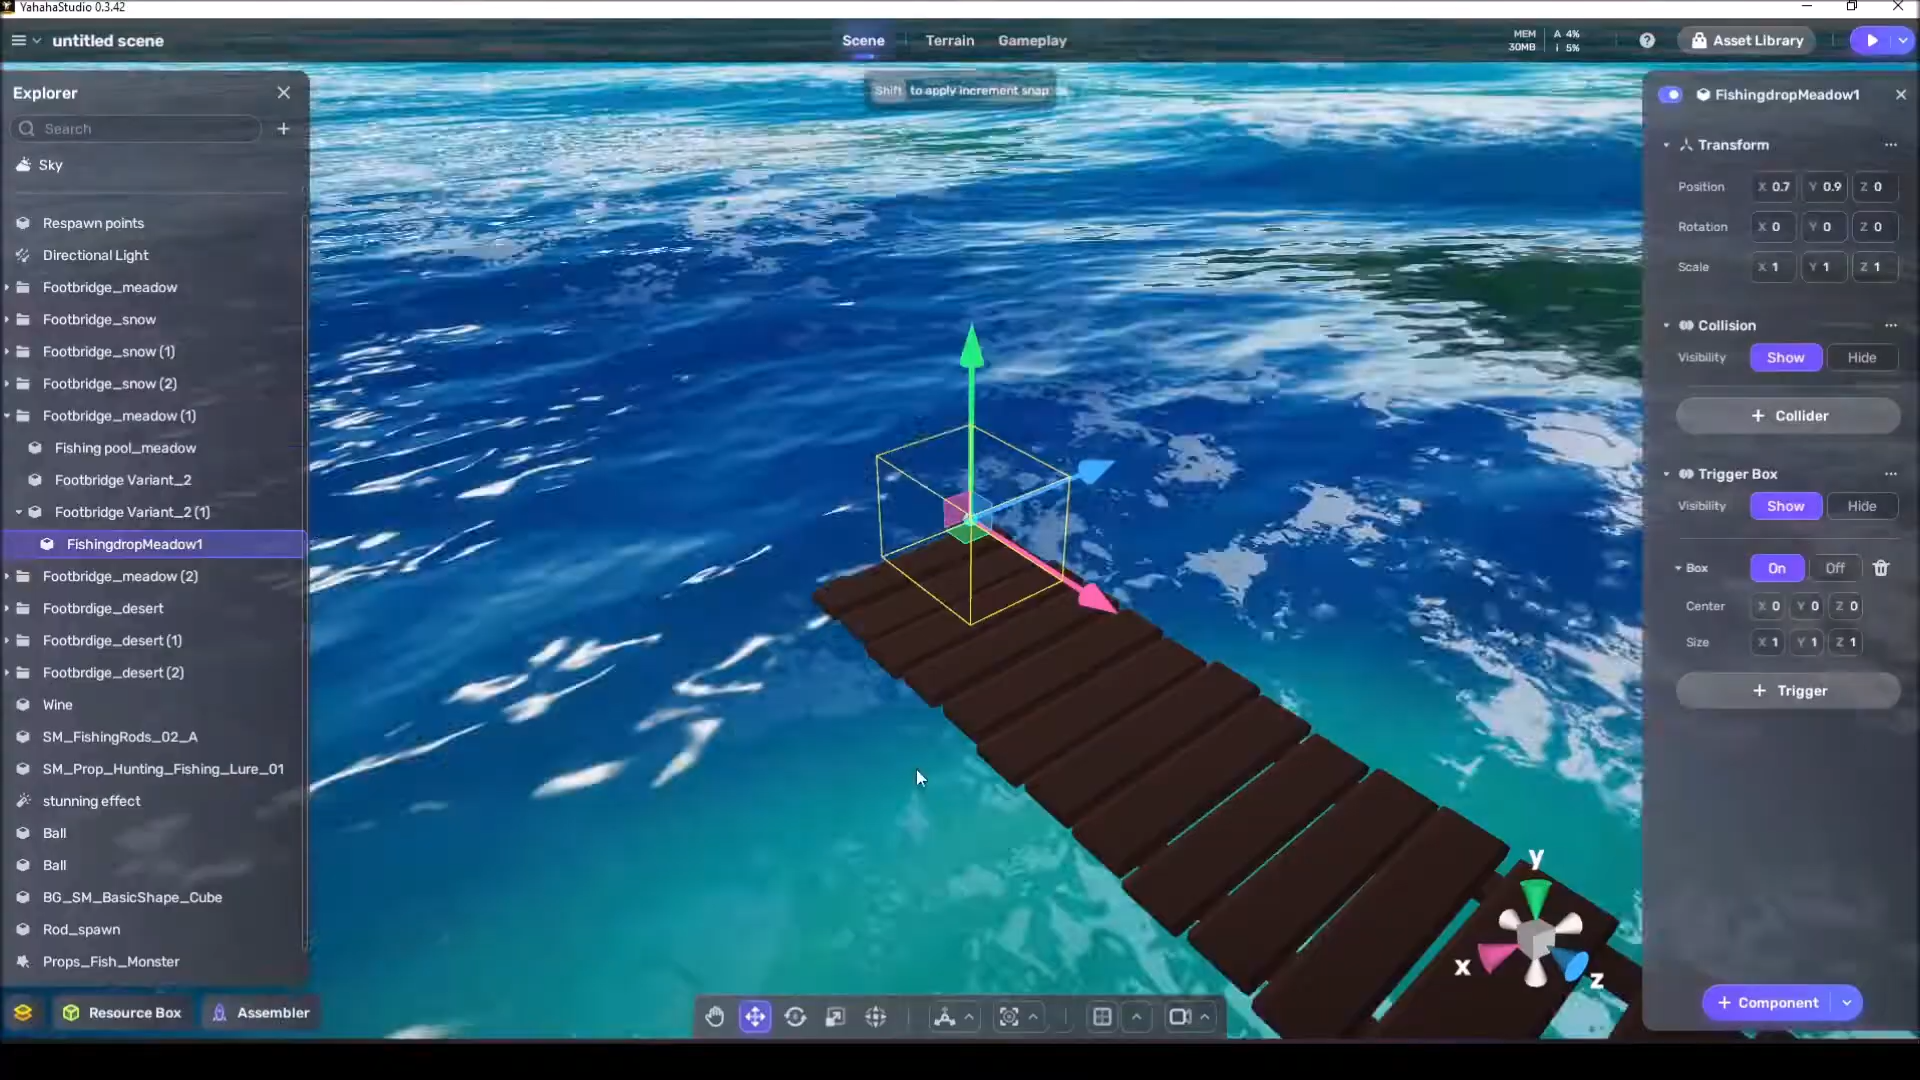 YahahaStudio 0.3.42
untitled scene
Scene
Terrain
Gameplay
MEM
30MB
A 4%
i 5%
Asset Library
Shift to apply increment snap
Explorer
Search
Sky
Respawn points
Directional Light
Footbridge_meadow
Footbridge_snow
Footbridge_snow (1)
Footbridge_snow (2)
Footbridge_meadow (1)
Fishing pool_meadow
Footbridge Variant_2
Footbridge Variant_2 (1)
FishingdropMeadow1
Footbridge_meadow (2)
Footbrdige_desert
Footbrdige_desert (1)
Footbrdige_desert (2)
Wine
SM_FishingRods_02_A
SM_Prop_Hunting_Fishing_Lure_01
stunning effect
Ball
Ball
BG_SM_BasicShape_Cube
Rod_spawn
Props_Fish_Monster
Resource Box
Assembler
FishingdropMeadow1
Transform
Position X 0.7 Y 0.9 Z 0
Rotation X 0 Y 0 Z 0
Scale X 1 Y 1 Z 1
Collision
Visibility Show Hide
+ Collider
Trigger Box
Visibility Show Hide
Box On Off
Center X 0 Y 0 Z 0
Size X 1 Y 1 Z 1
+ Trigger
y
x
z
+ Component